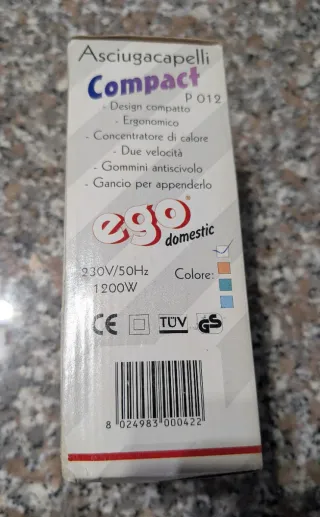 Asciugacapelli
Compact
P 012
- Design compatto
- Ergonomico
- Concentratore di calore
- Due velocità
- Gommini antiscivolo
- Gancio per appenderlo
ego®
domestic
230V/50Hz
1200W
Colore:
CE TÜV GS
8 024983 000422